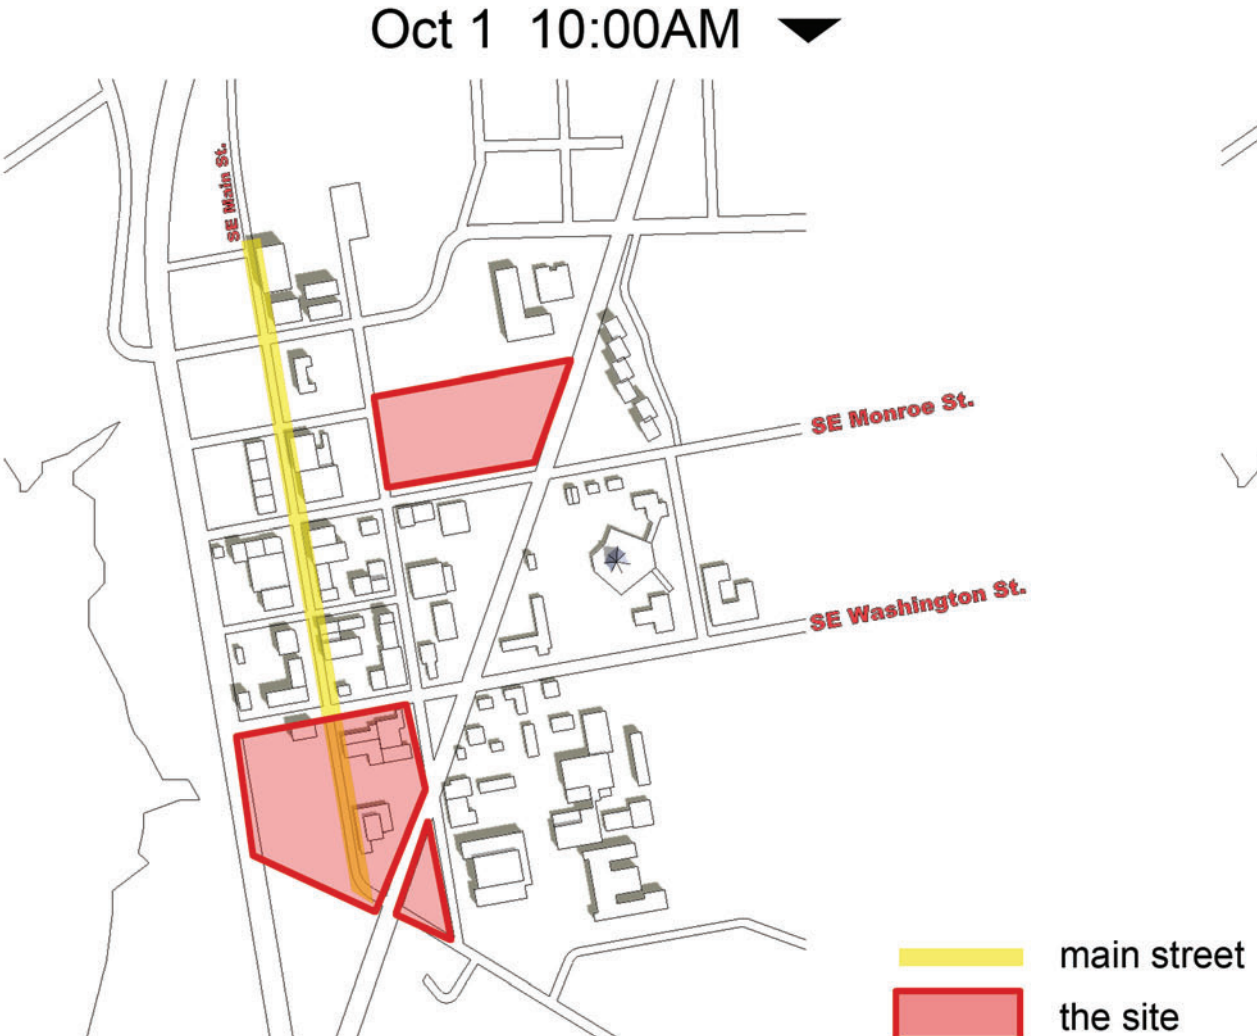 Oct 1 10:00AM
SE Main St.
SE Monroe St.
SE Washington St.
main street
the site